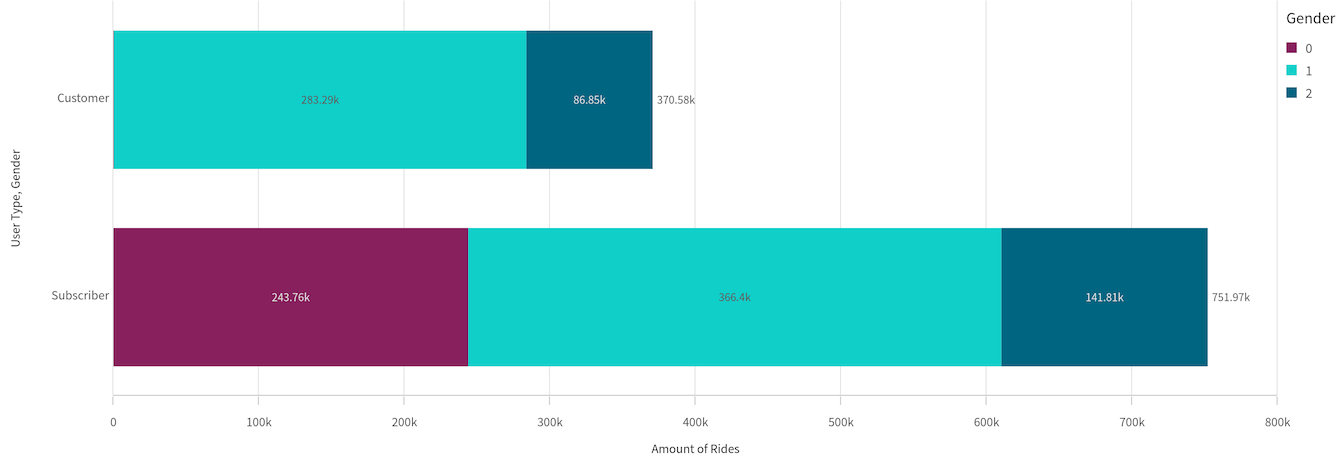 Gender
0
1
2
User Type, Gender
Customer
283.29k
86.85k
370.58k
Subscriber
243.76k
366.4k
141.81k
751.97k
0 100k 200k 300k 400k 500k 600k 700k 800k
Amount of Rides